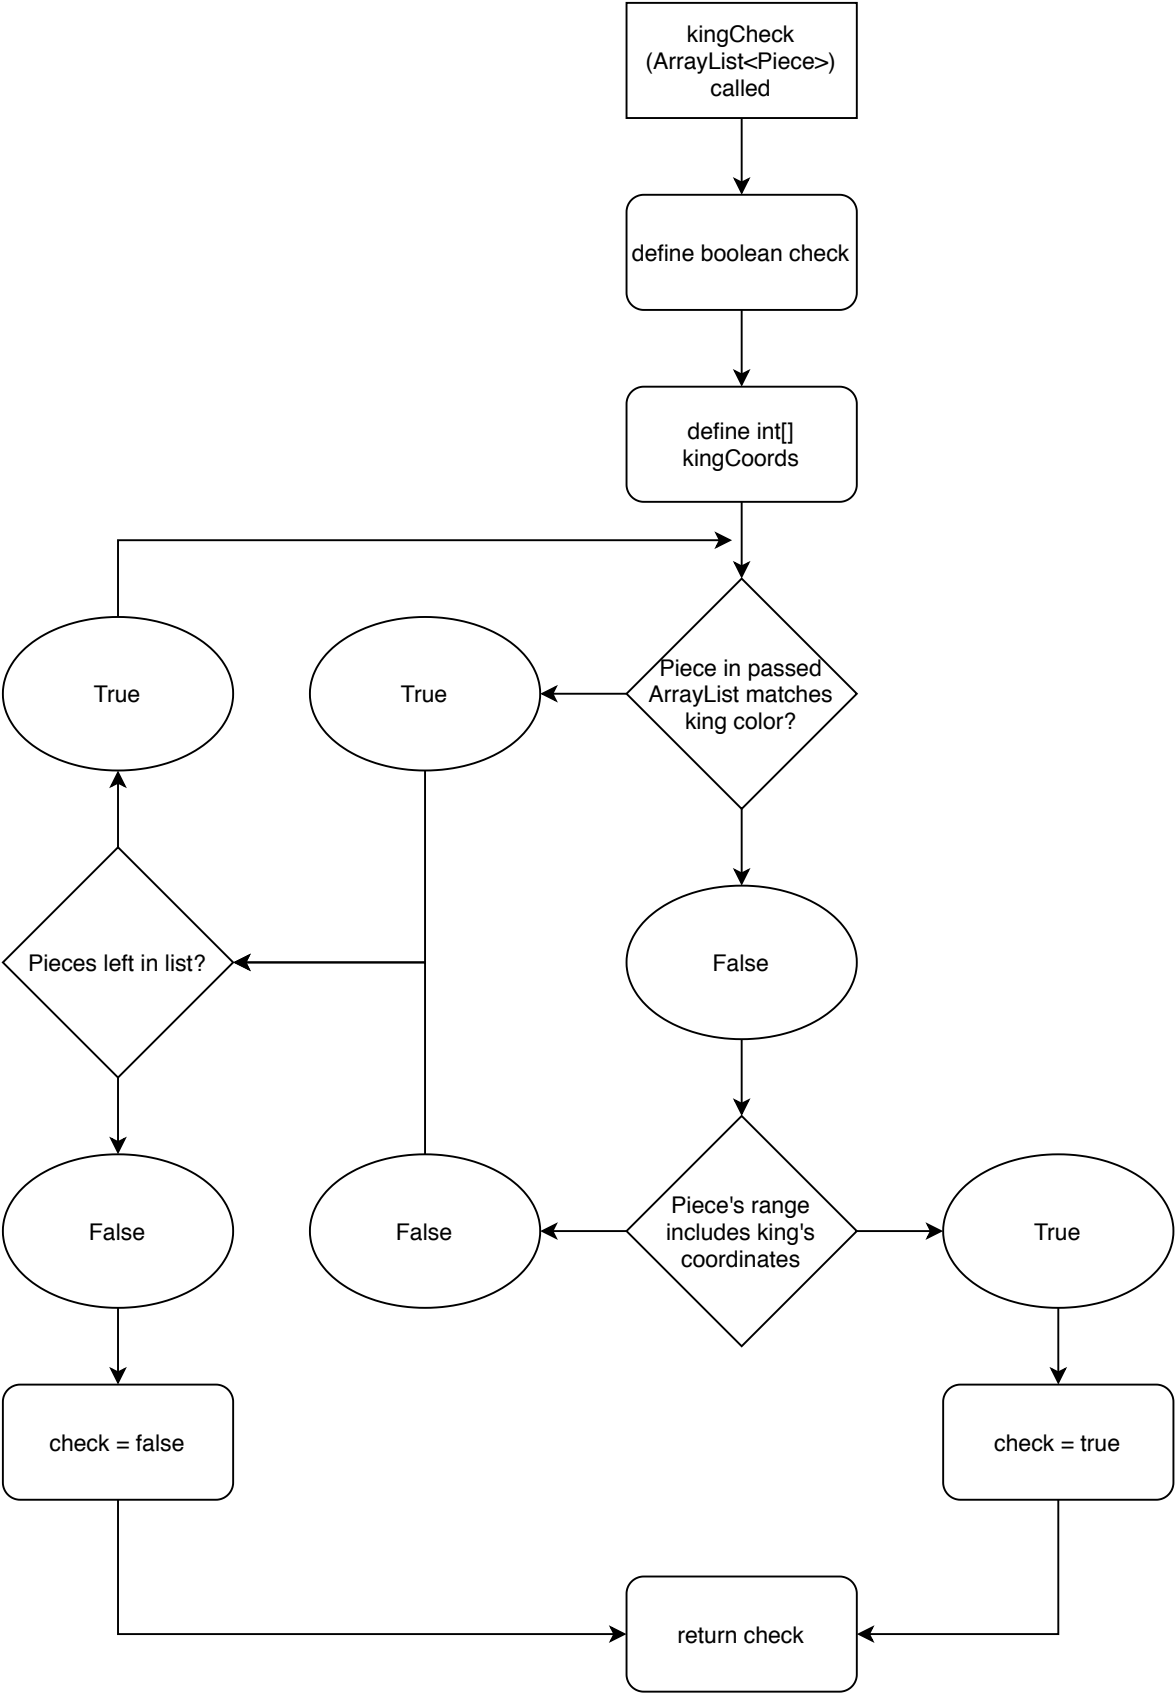 kingCheck
(ArrayList<Piece>)
called
define boolean check
define int[]
kingCoords
True
True
Piece in passed
ArrayList matches
king color?
Pieces left in list?
False
False
False
Piece's range
includes king's
coordinates
True
check = false
check = true
return check